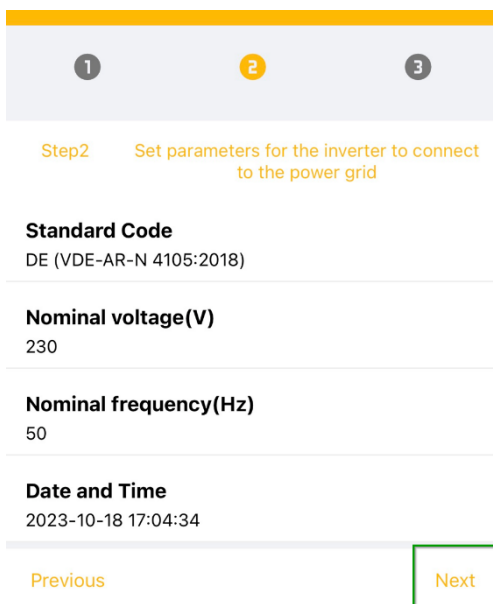 1 2 3
Step2 Set parameters for the inverter to connect
to the power grid
Standard Code
DE (VDE-AR-N 4105:2018)
Nominal voltage(V)
230
Nominal frequency(Hz)
50
Date and Time
2023-10-18 17:04:34
Previous Next